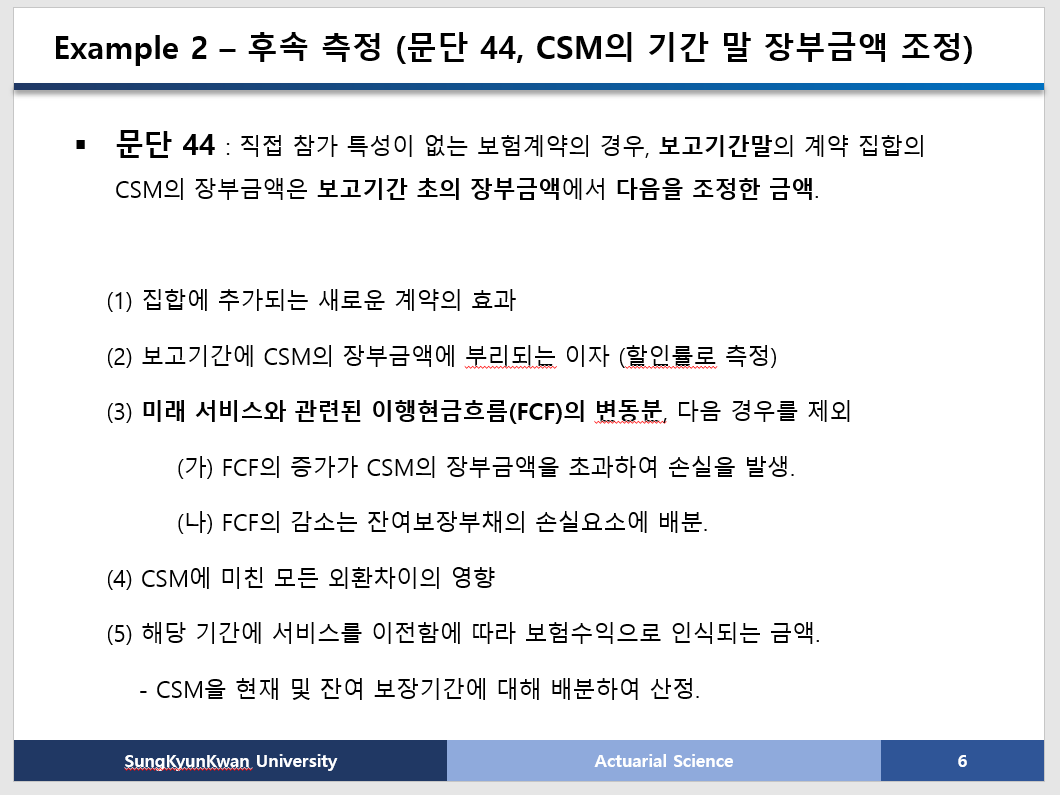 Example 2 – 후속 측정 (문단 44, CSM의 기간 말 장부금액 조정)
▪ 문단 44 : 직접 참가 특성이 없는 보험계약의 경우, 보고기간말의 계약 집합의
CSM의 장부금액은 보고기간 초의 장부금액에서 다음을 조정한 금액.
(1) 집합에 추가되는 새로운 계약의 효과
(2) 보고기간에 CSM의 장부금액에 부리되는 이자 (할인률로 측정)
(3) 미래 서비스와 관련된 이행현금흐름(FCF)의 변동분, 다음 경우를 제외
(가) FCF의 증가가 CSM의 장부금액을 초과하여 손실을 발생.
(나) FCF의 감소는 잔여보장부채의 손실요소에 배분.
(4) CSM에 미친 모든 외환차이의 영향
(5) 해당 기간에 서비스를 이전함에 따라 보험수익으로 인식되는 금액.
- CSM을 현재 및 잔여 보장기간에 대해 배분하여 산정.
SungKyunKwan University
Actuarial Science
6